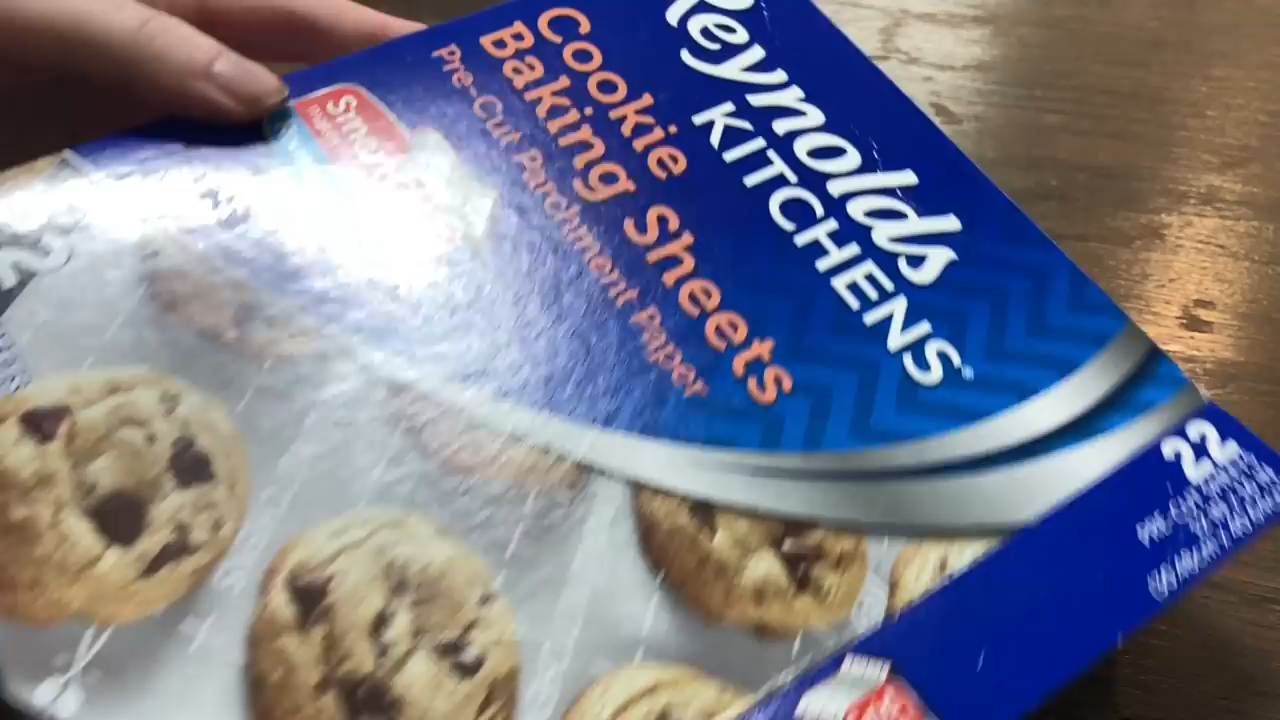 Reynolds
KITCHENS®
Cookie
Baking Sheets
Pre-Cut Parchment Paper
22